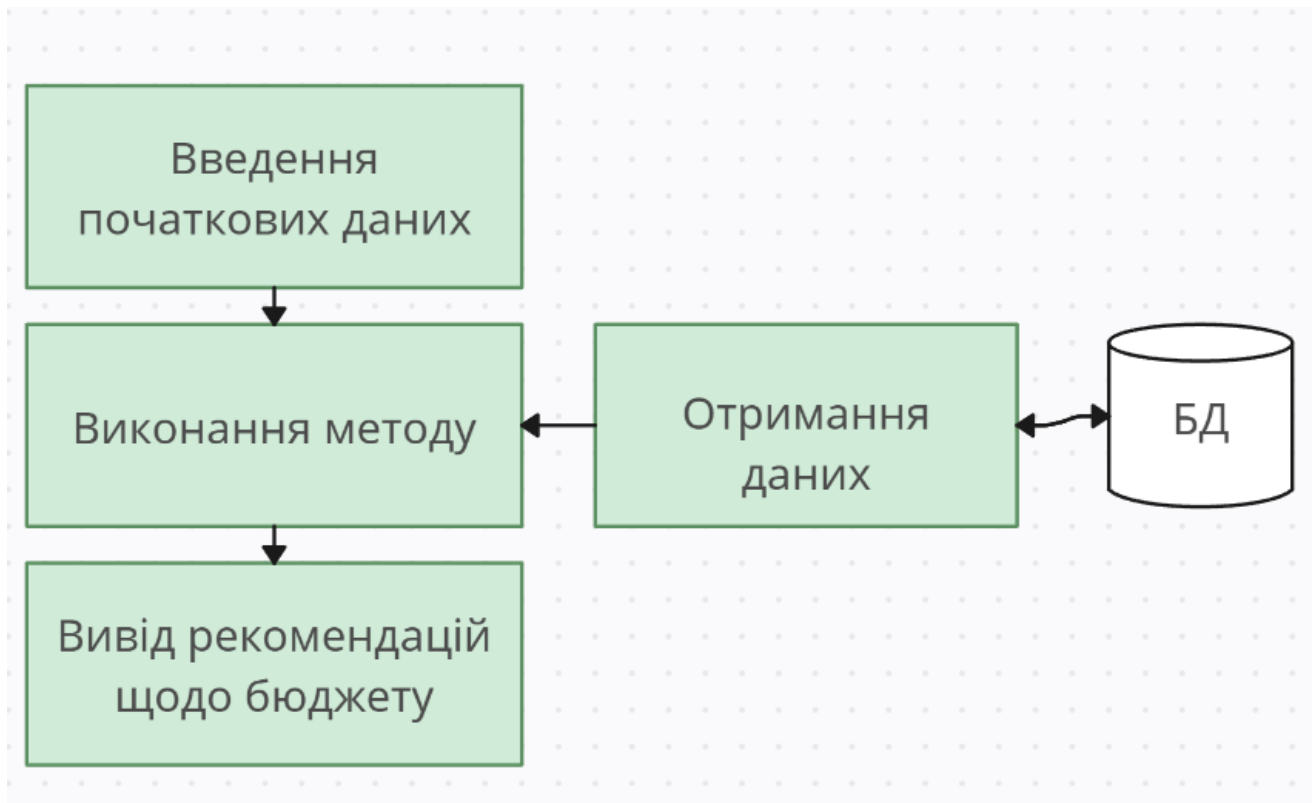 Введення
початкових даних
Виконання методу
Отримання
даних
БД
Вивід рекомендацій
щодо бюджету